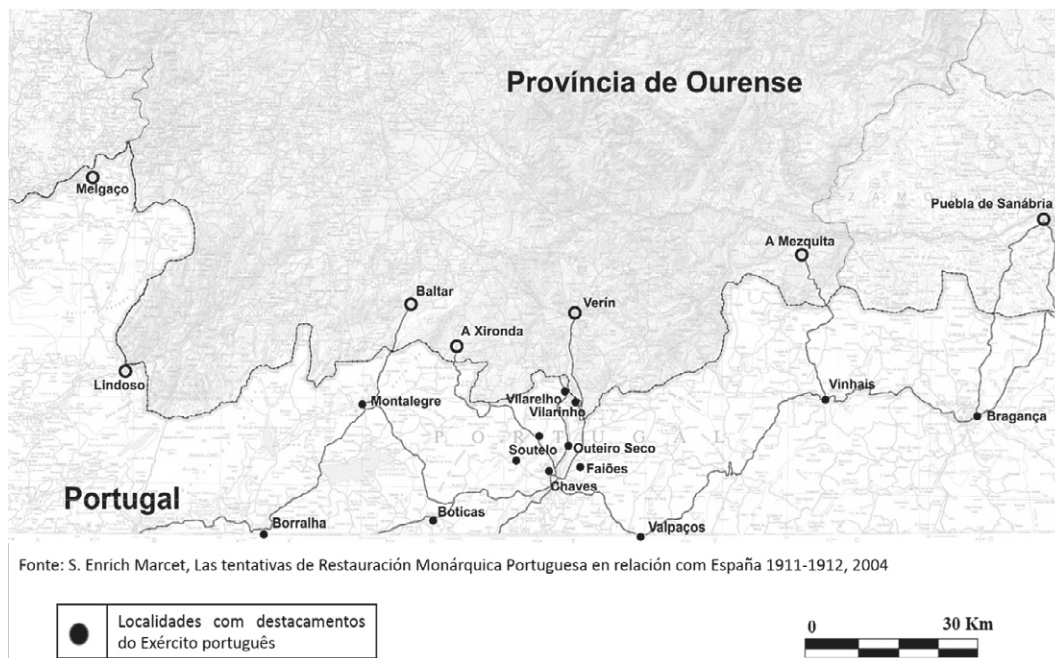 Província de Ourense
Melgaço
Puebla de Sanábria
A Mezquita
Baltar
Verín
A Xironda
Lindoso
Vilarelho
Vinhais
Montalegre
Vilarinho
Bragança
PORTUGAL
Outeiro Seco
Soutelo
Faiões
Chaves
Portugal
Borralha
Boticas
Valpaços
Fonte: S. Enrich Marcet, Las tentativas de Restauración Monárquica Portuguesa en relación com España 1911-1912, 2004
Localidades com destacamentos
do Exército português
0 30 Km